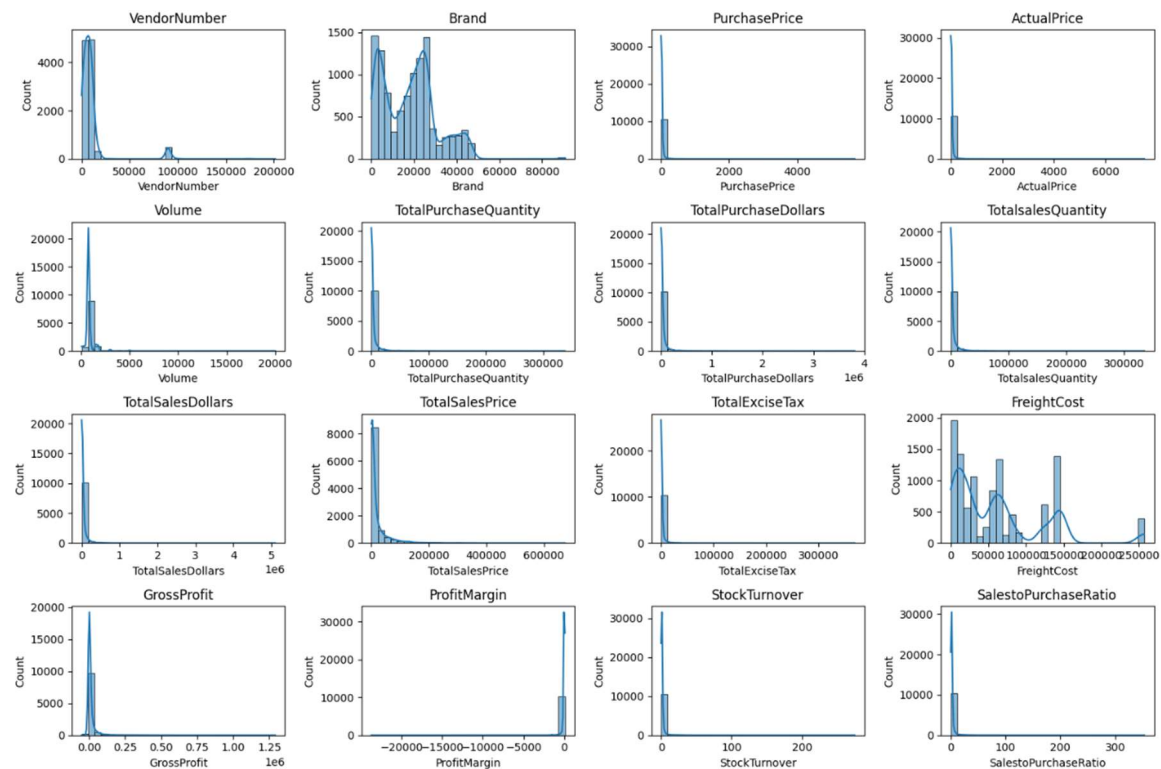 VendorNumber
Count
4000
2000
0
0 50000 100000 150000 200000
VendorNumber
Brand
Count
1500
1000
500
0
0 20000 40000 60000 80000
Brand
PurchasePrice
Count
30000
20000
10000
0
0 2000 4000
PurchasePrice
ActualPrice
Count
30000
20000
10000
0
0 2000 4000 6000
ActualPrice
Volume
Count
20000
15000
10000
5000
0
0 5000 10000 15000 20000
Volume
TotalPurchaseQuantity
Count
20000
15000
10000
5000
0
0 100000 200000 300000
TotalPurchaseQuantity
TotalPurchaseDollars
Count
20000
15000
10000
5000
0
0 1 2 3 4
1e6
TotalPurchaseDollars
TotalsalesQuantity
Count
20000
15000
10000
5000
0
0 100000 200000 300000
TotalsalesQuantity
TotalSalesDollars
Count
20000
15000
10000
5000
0
0 1 2 3 4 5
1e6
TotalSalesDollars
TotalSalesPrice
Count
8000
6000
4000
2000
0
0 200000 400000 600000
TotalSalesPrice
TotalExciseTax
Count
20000
10000
0
0 100000 200000 300000
TotalExciseTax
FreightCost
Count
2000
1500
1000
500
0
0 50000 100000 150000 200000 250000
FreightCost
GrossProfit
Count
20000
15000
10000
5000
0
0.00 0.25 0.50 0.75 1.00 1.25
1e6
GrossProfit
ProfitMargin
Count
30000
20000
10000
0
−20000 −15000 −10000 −5000 0
ProfitMargin
StockTurnover
Count
30000
20000
10000
0
0 100 200
StockTurnover
SalestoPurchaseRatio
Count
30000
20000
10000
0
0 100 200 300
SalestoPurchaseRatio